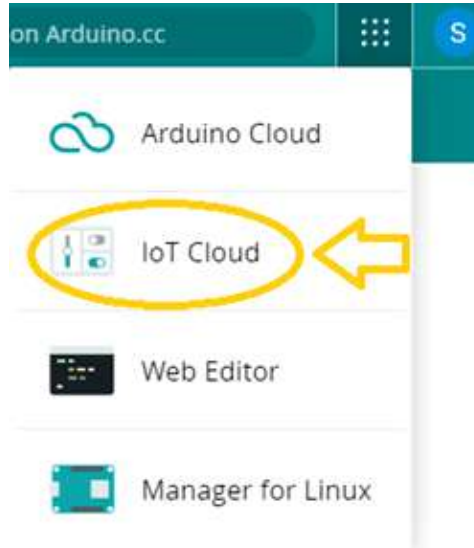 on Arduino.cc
S
Arduino Cloud
IoT Cloud
Web Editor
Manager for Linux